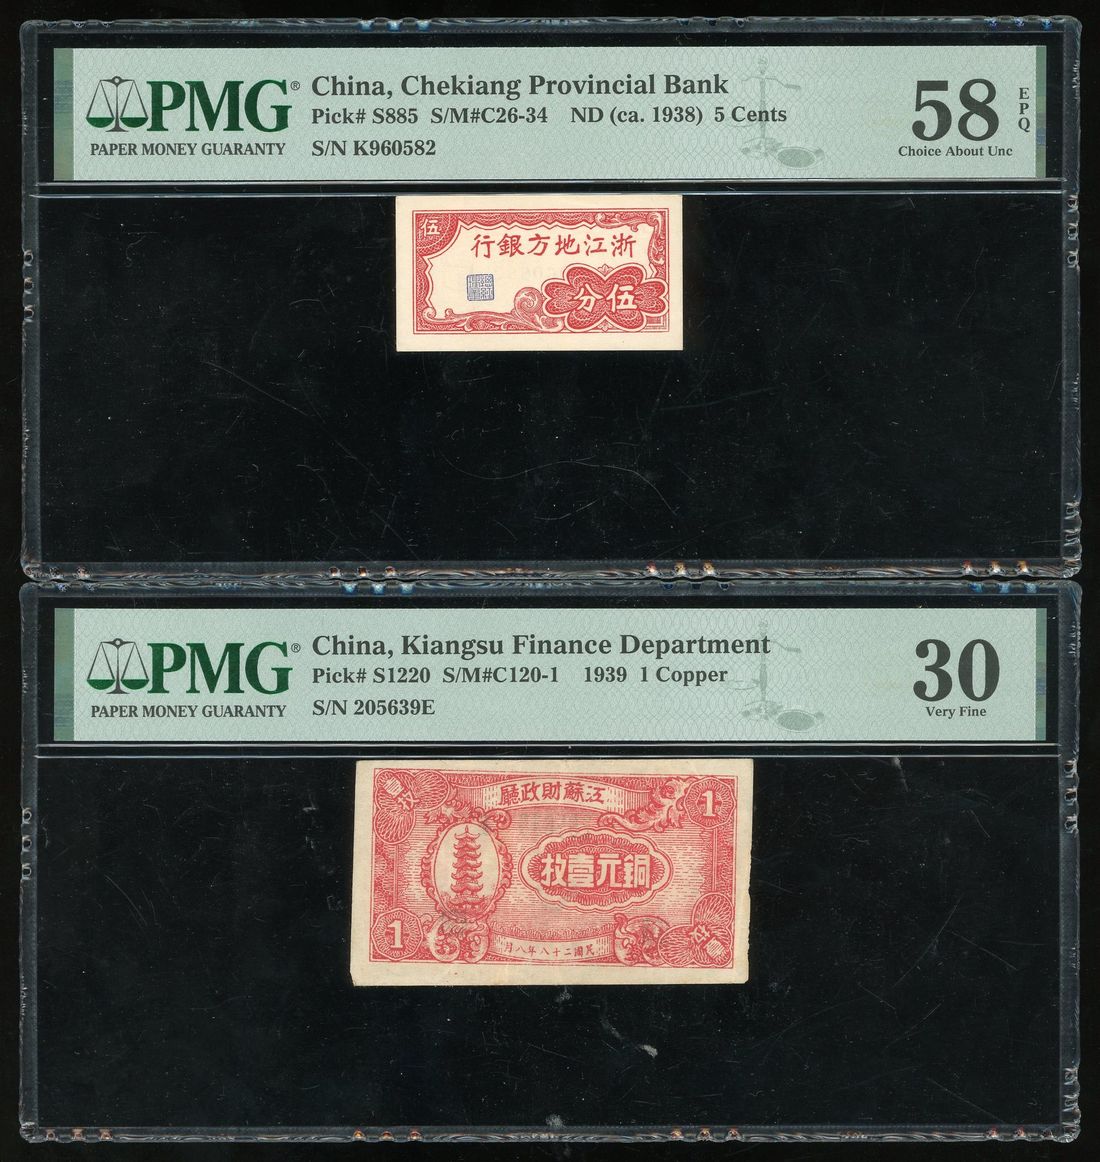 PMG®
PAPER MONEY GUARANTY
China, Chekiang Provincial Bank
Pick# S885 S/M#C26-34 ND (ca. 1938) 5 Cents
S/N K960582
58 EPQ
Choice About Unc
伍
行銀方地江浙
分伍
PMG®
PAPER MONEY GUARANTY
China, Kiangsu Finance Department
Pick# S1220 S/M#C120-1 1939 1 Copper
S/N 205639E
30
Very Fine
廳政財蘇江
1
枚壹元銅
1
月八年八十二國民